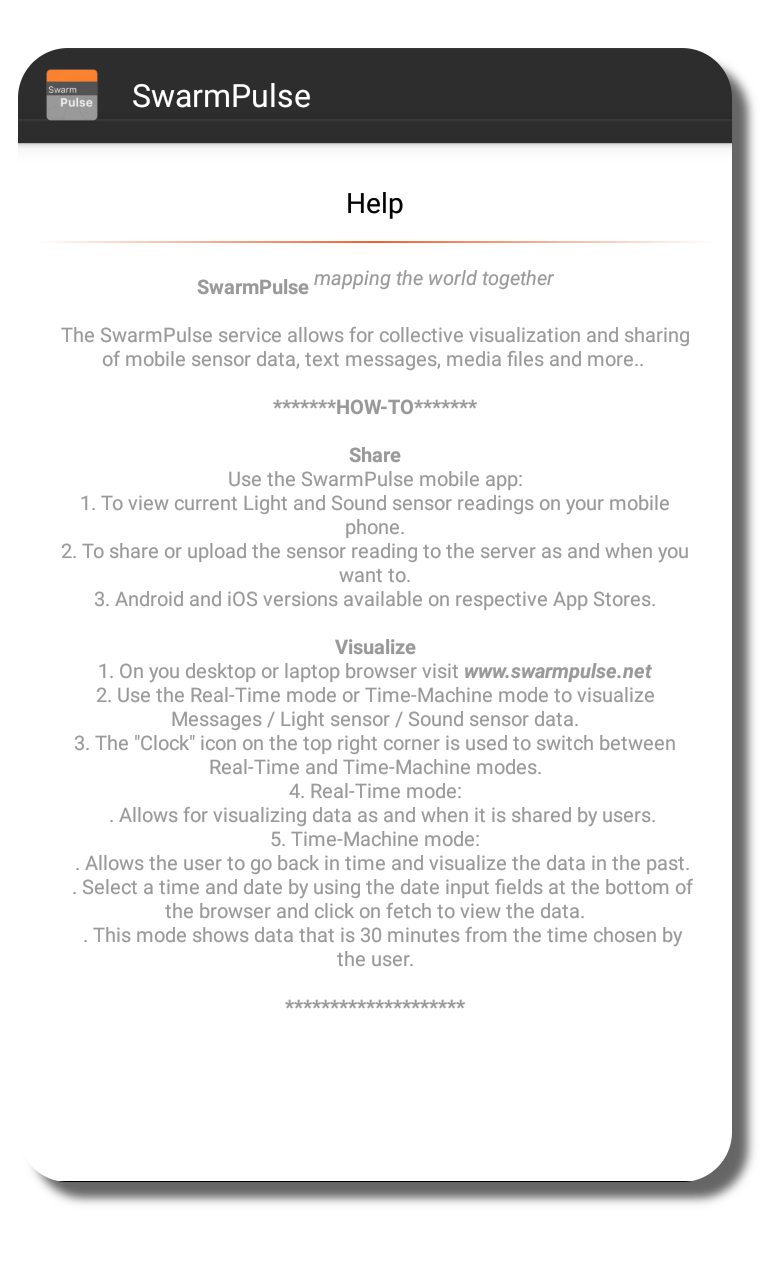 Swarm
Pulse
SwarmPulse
Help
SwarmPulse mapping the world together
The SwarmPulse service allows for collective visualization and sharing
of mobile sensor data, text messages, media files and more..
*******HOW-TO*******
Share
Use the SwarmPulse mobile app:
1. To view current Light and Sound sensor readings on your mobile
phone.
2. To share or upload the sensor reading to the server as and when you
want to.
3. Android and iOS versions available on respective App Stores.
Visualize
1. On you desktop or laptop browser visit www.swarmpulse.net
2. Use the Real-Time mode or Time-Machine mode to visualize
Messages / Light sensor / Sound sensor data.
3. The "Clock" icon on the top right corner is used to switch between
Real-Time and Time-Machine modes.
4. Real-Time mode:
. Allows for visualizing data as and when it is shared by users.
5. Time-Machine mode:
. Allows the user to go back in time and visualize the data in the past.
. Select a time and date by using the date input fields at the bottom of
the browser and click on fetch to view the data.
. This mode shows data that is 30 minutes from the time chosen by
the user.
********************